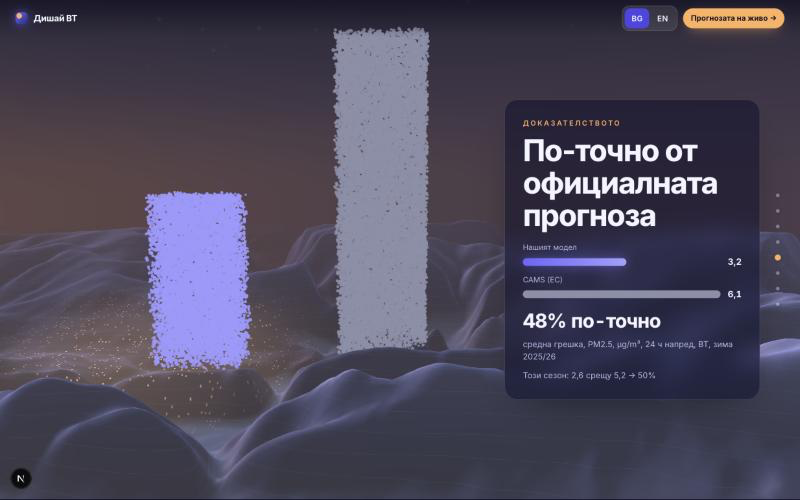 Дишай ВТ
BG EN
Прогнозата на живо →
ДОКАЗАТЕЛСТВОТО
По-точно от
официалната
прогноза
Нашият модел
3,2
CAMS (ЕС)
6,1
48% по-точно
средна грешка, PM2.5, µg/m³, 24 ч напред, ВТ, зима
2025/26
Този сезон: 2,6 срещу 5,2 → 50%
N